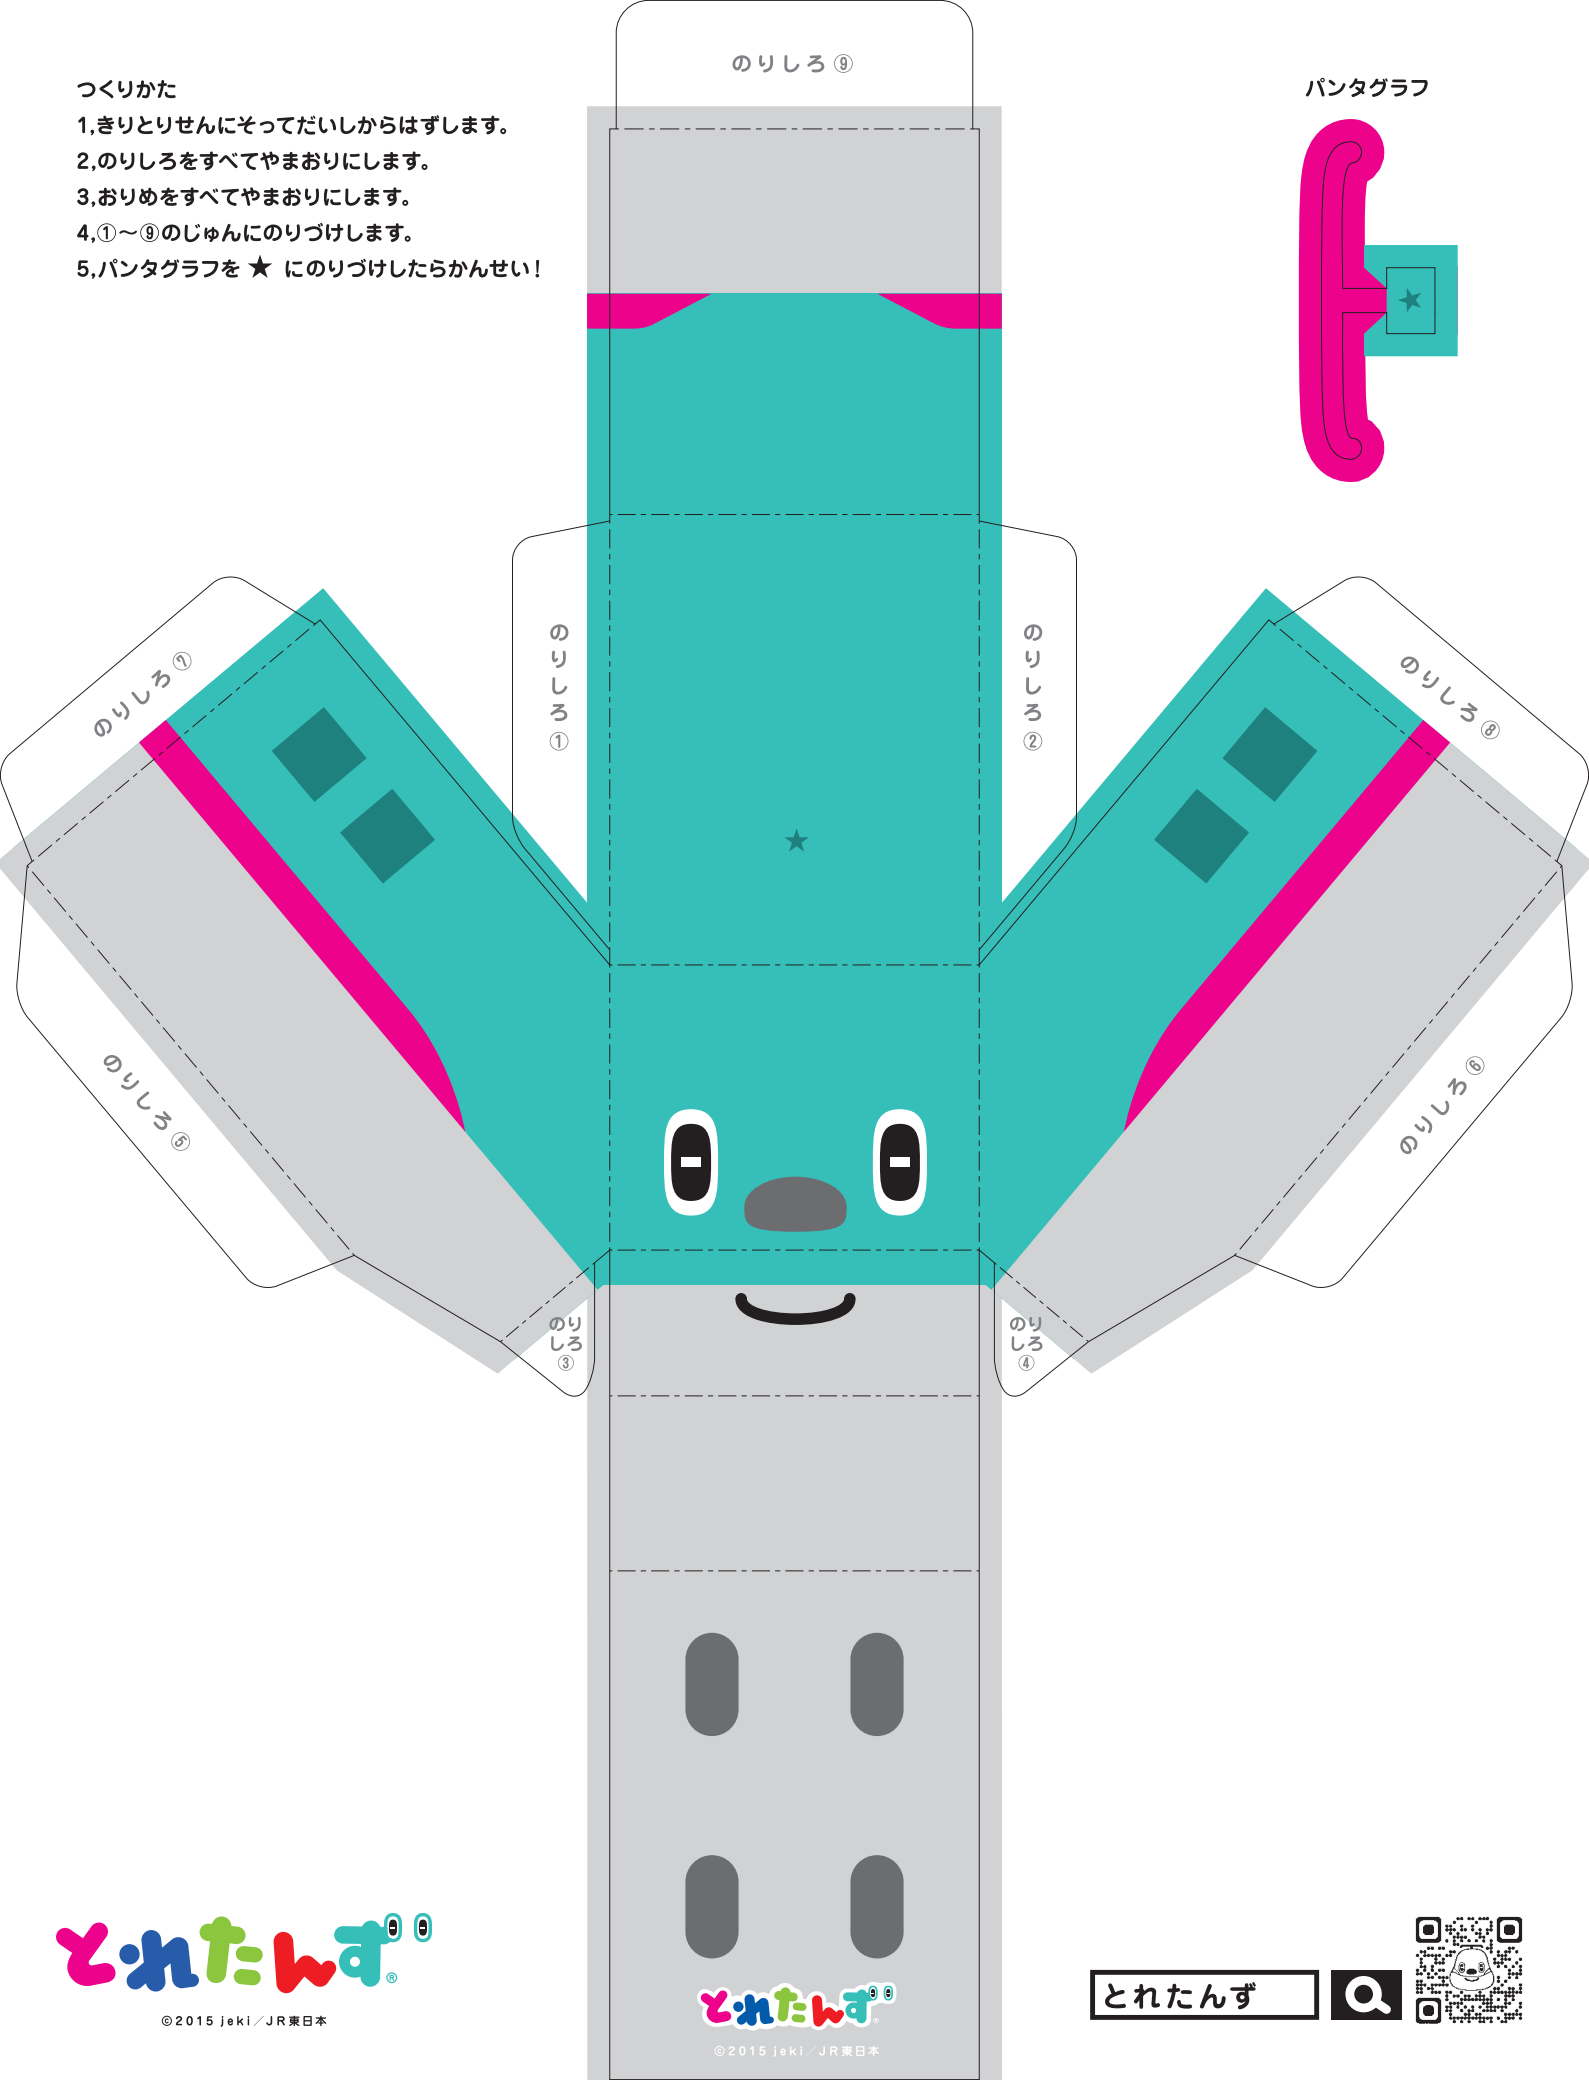 のりしろ⑨
つくりかた
1,きりとりせんにそってだいしからはずします。
2,のりしろをすべてやまおりにします。
3,おりめをすべてやまおりにします。
4,①～⑨のじゅんにのりづけします。
5,パンタグラフを ★ にのりづけしたらかんせい！
パンタグラフ
のりしろ①
のりしろ②
のりしろ⑦
のりしろ⑧
のりしろ⑤
のりしろ⑥
のり
しろ
③
のり
しろ
④
とれたんず®
©2015 jeki／JR東日本
とれたんず®
©2015 jeki／JR東日本
とれたんず